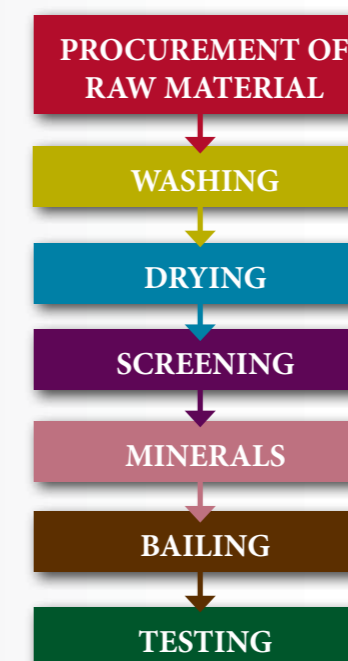 PROCUREMENT OF
RAW MATERIAL
WASHING
DRYING
SCREENING
MINERALS
BAILING
TESTING